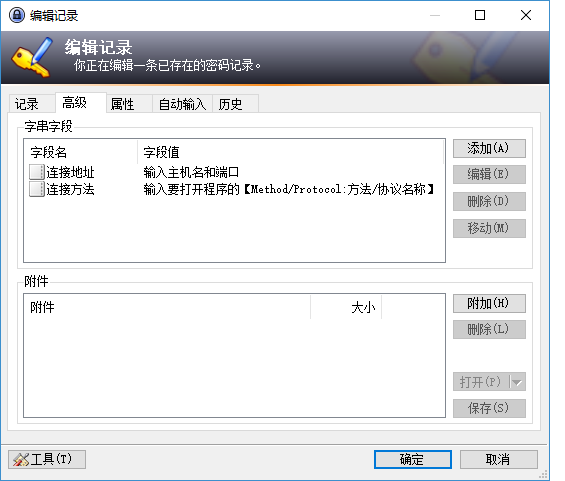 编辑记录
编辑记录
你正在编辑一条已存在的密码记录。
记录 高级 属性 自动输入 历史
字串字段
字段名 字段值
连接地址 输入主机名和端口
连接方法 输入要打开程序的【Method/Protocol:方法/协议名称】
添加(A)
编辑(E)
删除(D)
移动(M)
附件
附件 大小
附加(H)
删除(L)
打开(P)
保存(S)
工具(T) 确定 取消